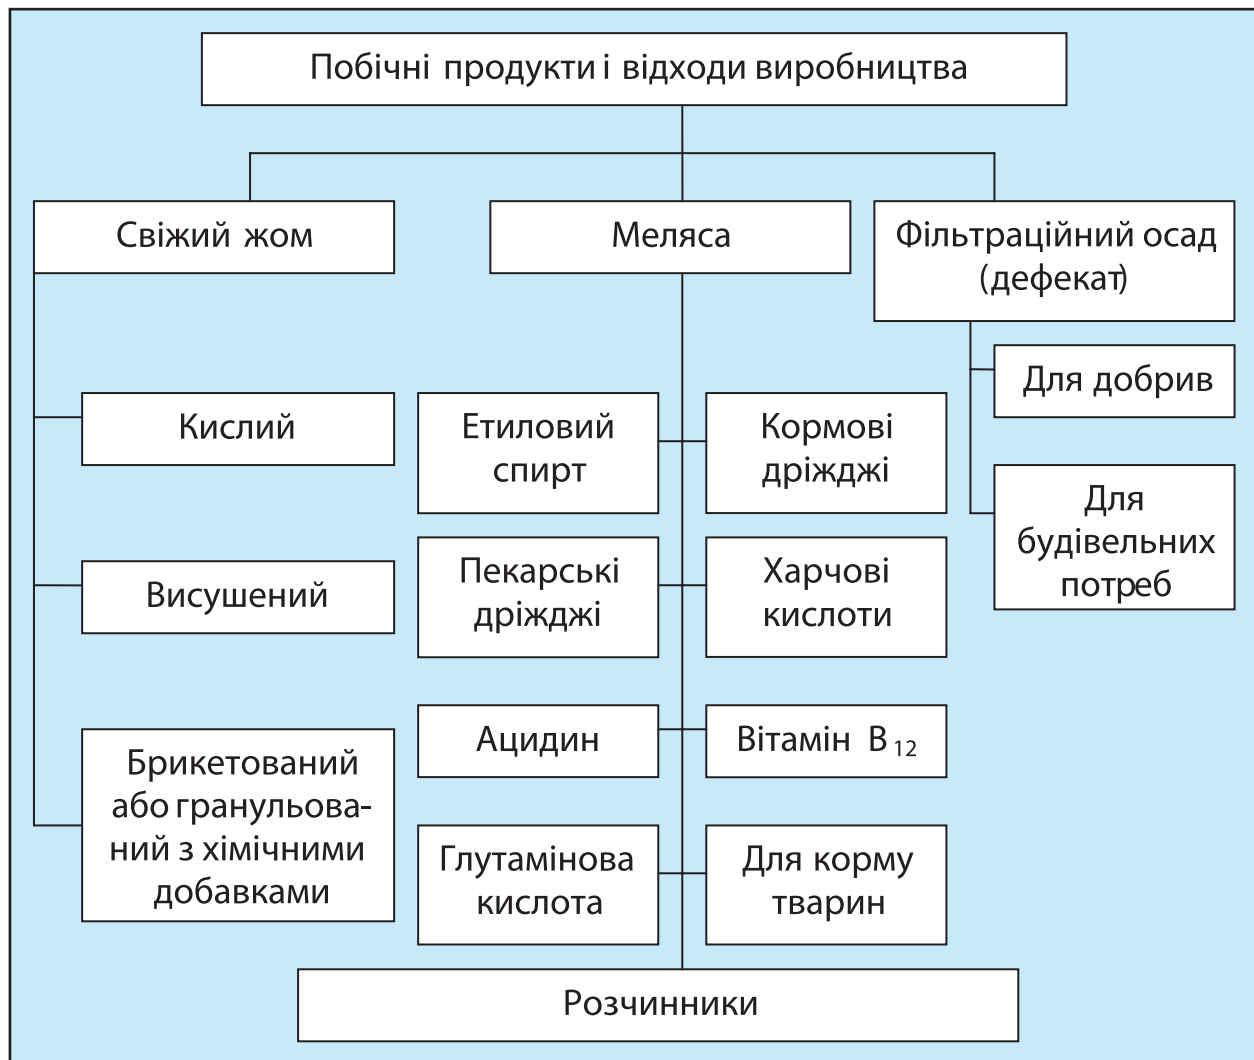 Побічні продукти і відходи виробництва
Свіжий жом
Меляса
Фільтраційний осад
(дефекат)
Для добрив
Кислий
Етиловий
спирт
Кормові
дріжджі
Для
будівельних
потреб
Висушений
Пекарські
дріжджі
Харчові
кислоти
Брикетований
або гранульова-
ний з хімічними
добавками
Ацидин
Вітамін В 12
Глутамінова
кислота
Для корму
тварин
Розчинники